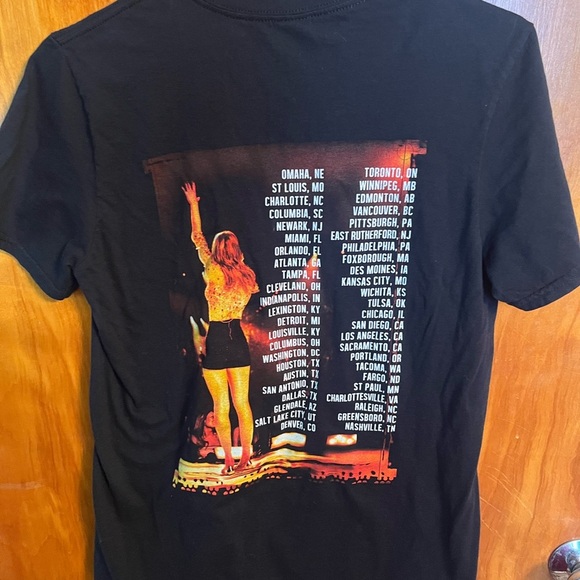 OMAHA, NE
ST LOUIS, MO
CHARLOTTE, NC
COLUMBIA, SC
NEWARK, NJ
MIAMI, FL
ORLANDO, FL
ATLANTA, GA
TAMPA, FL
CLEVELAND, OH
INDIANAPOLIS, IN
LEXINGTON, KY
DETROIT, MI
LOUISVILLE, KY
COLUMBUS, OH
WASHINGTON, DC
HOUSTON, TX
AUSTIN, TX
SAN ANTONIO, TX
DALLAS, TX
GLENDALE, AZ
SALT LAKE CITY, UT
DENVER, CO
TORONTO, ON
WINNIPEG, MB
EDMONTON, AB
VANCOUVER, BC
PITTSBURGH, PA
EAST RUTHERFORD, NJ
PHILADELPHIA, PA
FOXBOROUGH, MA
DES MOINES, IA
KANSAS CITY, MO
WICHITA, KS
TULSA, OK
CHICAGO, IL
SAN DIEGO, CA
LOS ANGELES, CA
SACRAMENTO, CA
PORTLAND, OR
TACOMA, WA
FARGO, ND
ST PAUL, MN
CHARLOTTESVILLE, VA
RALEIGH, NC
GREENSBORO, NC
NASHVILLE, TN